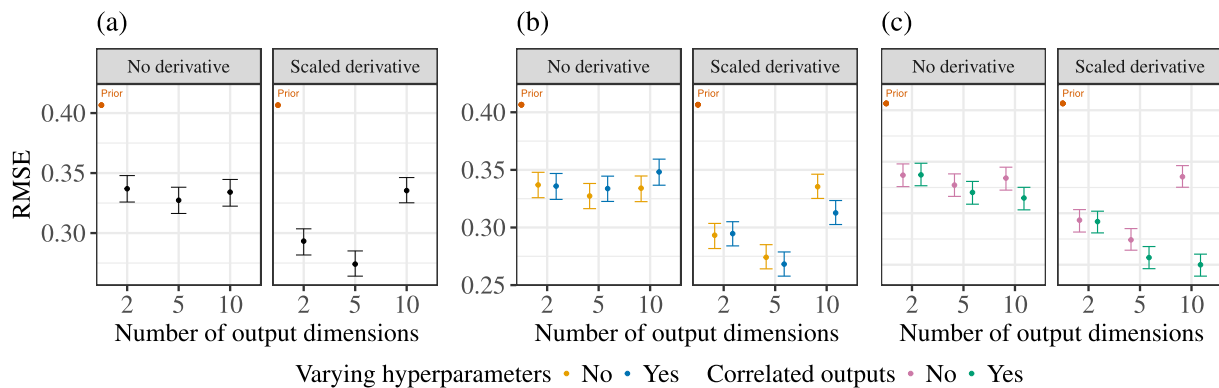 (a)
(b)
(c)
No derivative
Scaled derivative
No derivative
Scaled derivative
No derivative
Scaled derivative
Prior
Prior
Prior
Prior
Prior
Prior
RMSE
0.40
0.35
0.30
0.40
0.35
0.30
0.25
2 5 10
2 5 10
2 5 10
2 5 10
2 5 10
2 5 10
Number of output dimensions
Number of output dimensions
Number of output dimensions
Varying hyperparameters No Yes
Correlated outputs No Yes